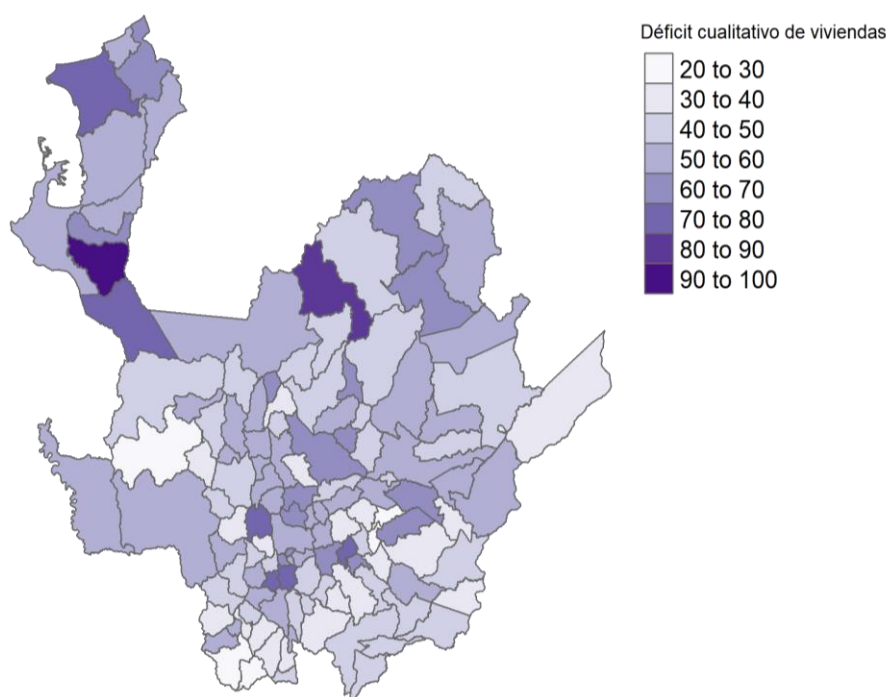 Déficit cualitativo de viviendas
20 to 30
30 to 40
40 to 50
50 to 60
60 to 70
70 to 80
80 to 90
90 to 100